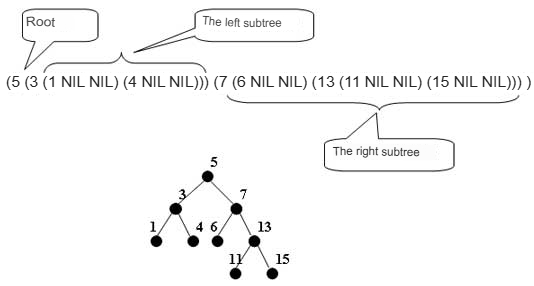 Root
The left subtree
(5 (3 (1 NIL NIL) (4 NIL NIL))) (7 (6 NIL NIL) (13 (11 NIL NIL) (15 NIL NIL))) )
The right subtree
5
3 7
1 4 6 13
11 15